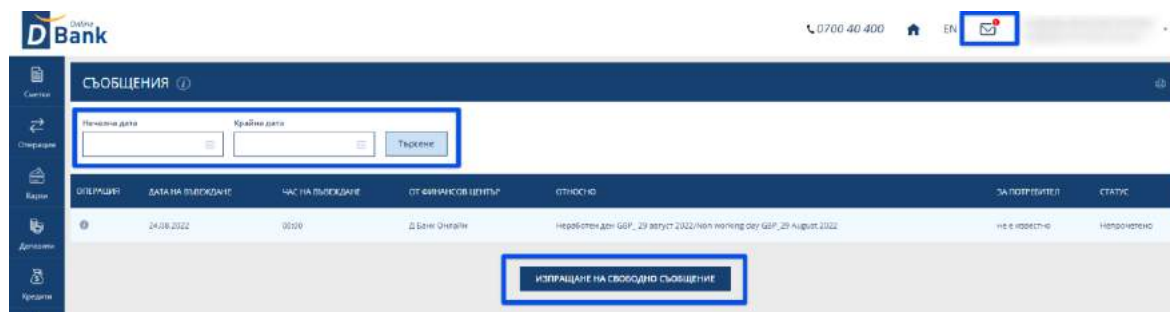 Online
D Bank
0700 40 400
EN
Сметки
СЪОБЩЕНИЯ
Операции
Начална дата Крайна дата
Търсене
Карти
ОПЕРАЦИЯ ДАТА НА ВЪВЕЖДАНЕ ЧАС НА ВЪВЕЖДАНЕ ОТ ФИНАНСОВ ЦЕНТЪР ОТНОСНО ЗА ПОТРЕБИТЕЛ СТАТУС
24.08.2022 00:00 Д Банк Онлайн Неработен ден GBP_ 29 август 2022/Non working day GBP_29 August 2022 не е известно Непрочетено
Депозити
ИЗПРАЩАНЕ НА СВОБОДНО СЪОБЩЕНИЕ
Кредити